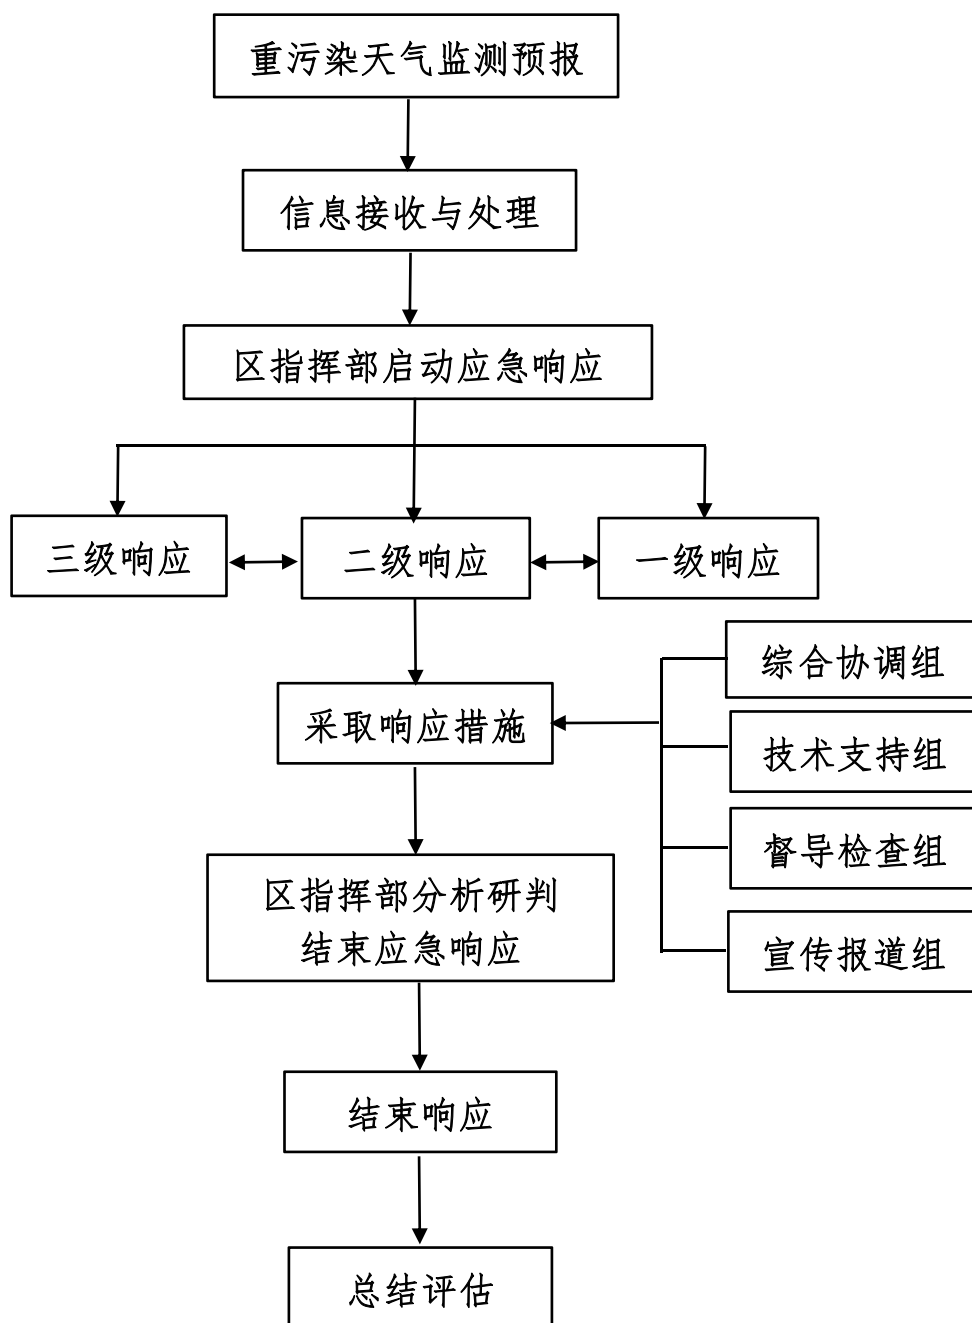 重污染天气监测预报
信息接收与处理
区指挥部启动应急响应
三级响应
二级响应
一级响应
综合协调组
采取响应措施
技术支持组
督导检查组
区指挥部分析研判
结束应急响应
宣传报道组
结束响应
总结评估